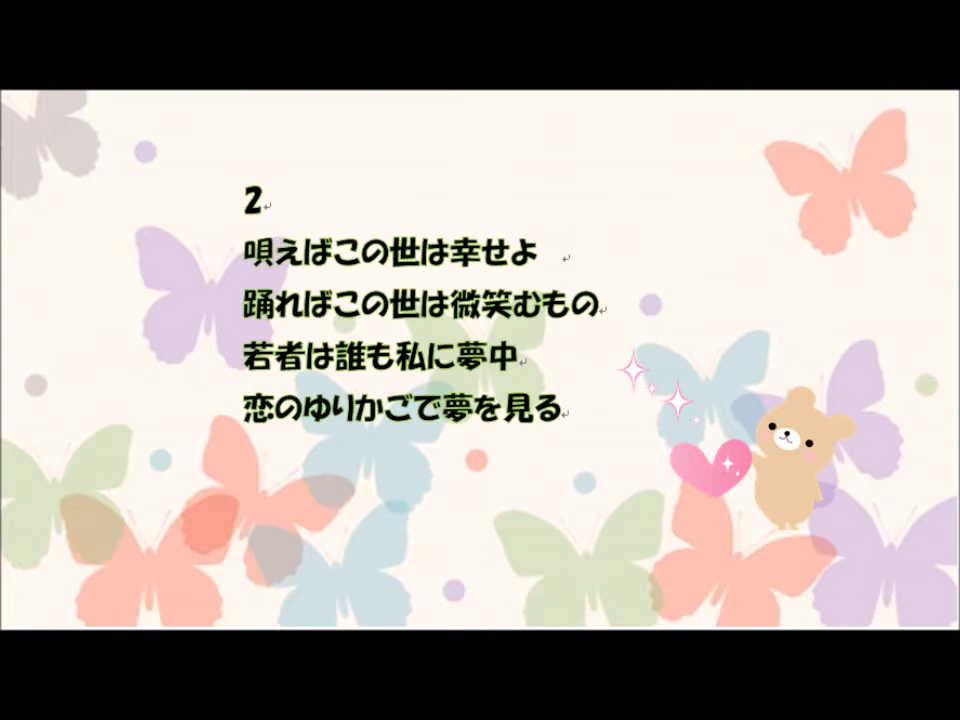 2
唄えばこの世は幸せよ
踊ればこの世は微笑むもの
若者は誰も私に夢中
恋のゆりかごで夢を見る